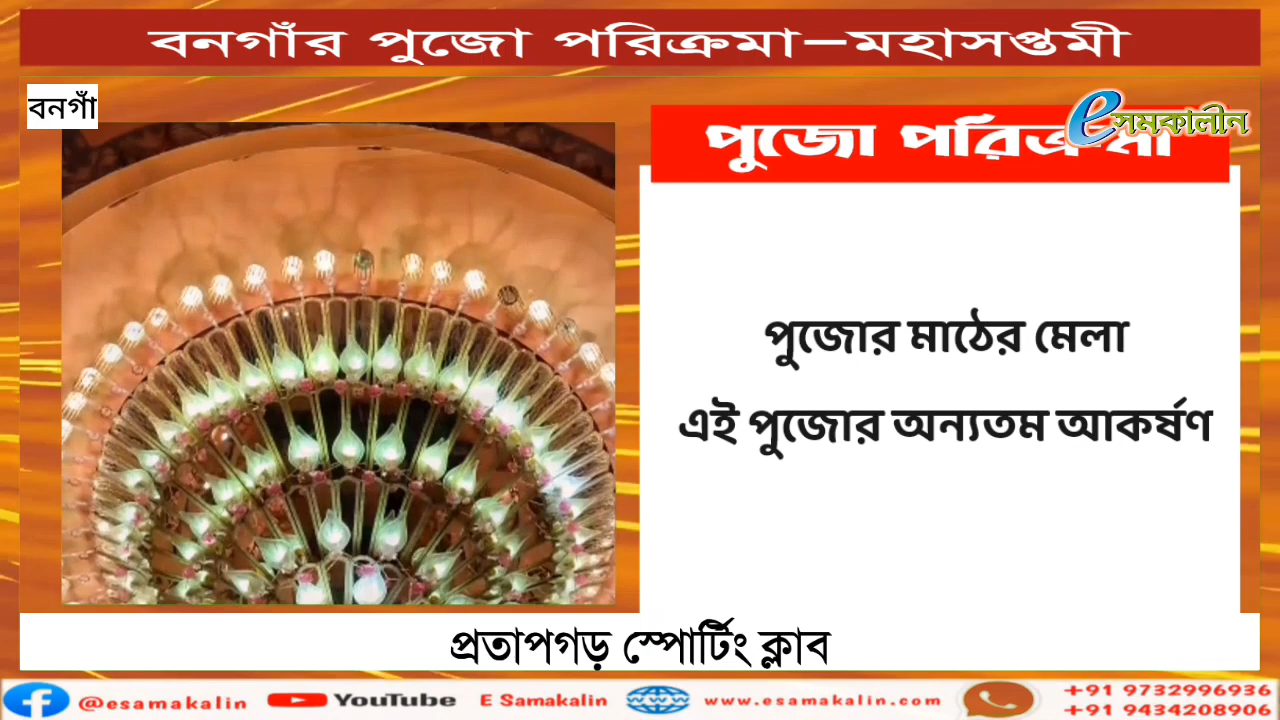 বনগাঁর পুজো পরিক্রমা–মহাসপ্তমী
বনগাঁ
পুজো পরিক্রমা
e সমকালীন
পুজোর মাঠের মেলা
এই পুজোর অন্যতম আকর্ষণ
প্রতাপগড় স্পোর্টিং ক্লাব
@esamakalin
YouTube E Samakalin
www.esamakalin.com
+91 9732996936
+91 9434208906